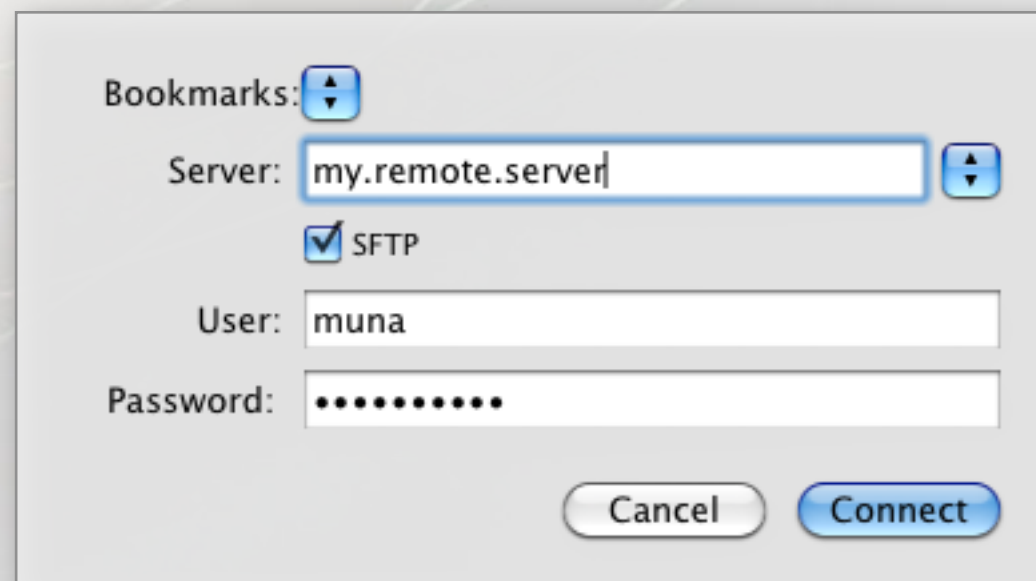 Bookmarks:
Server: my.remote.server
SFTP
User: muna
Password: ••••••••••
Cancel Connect